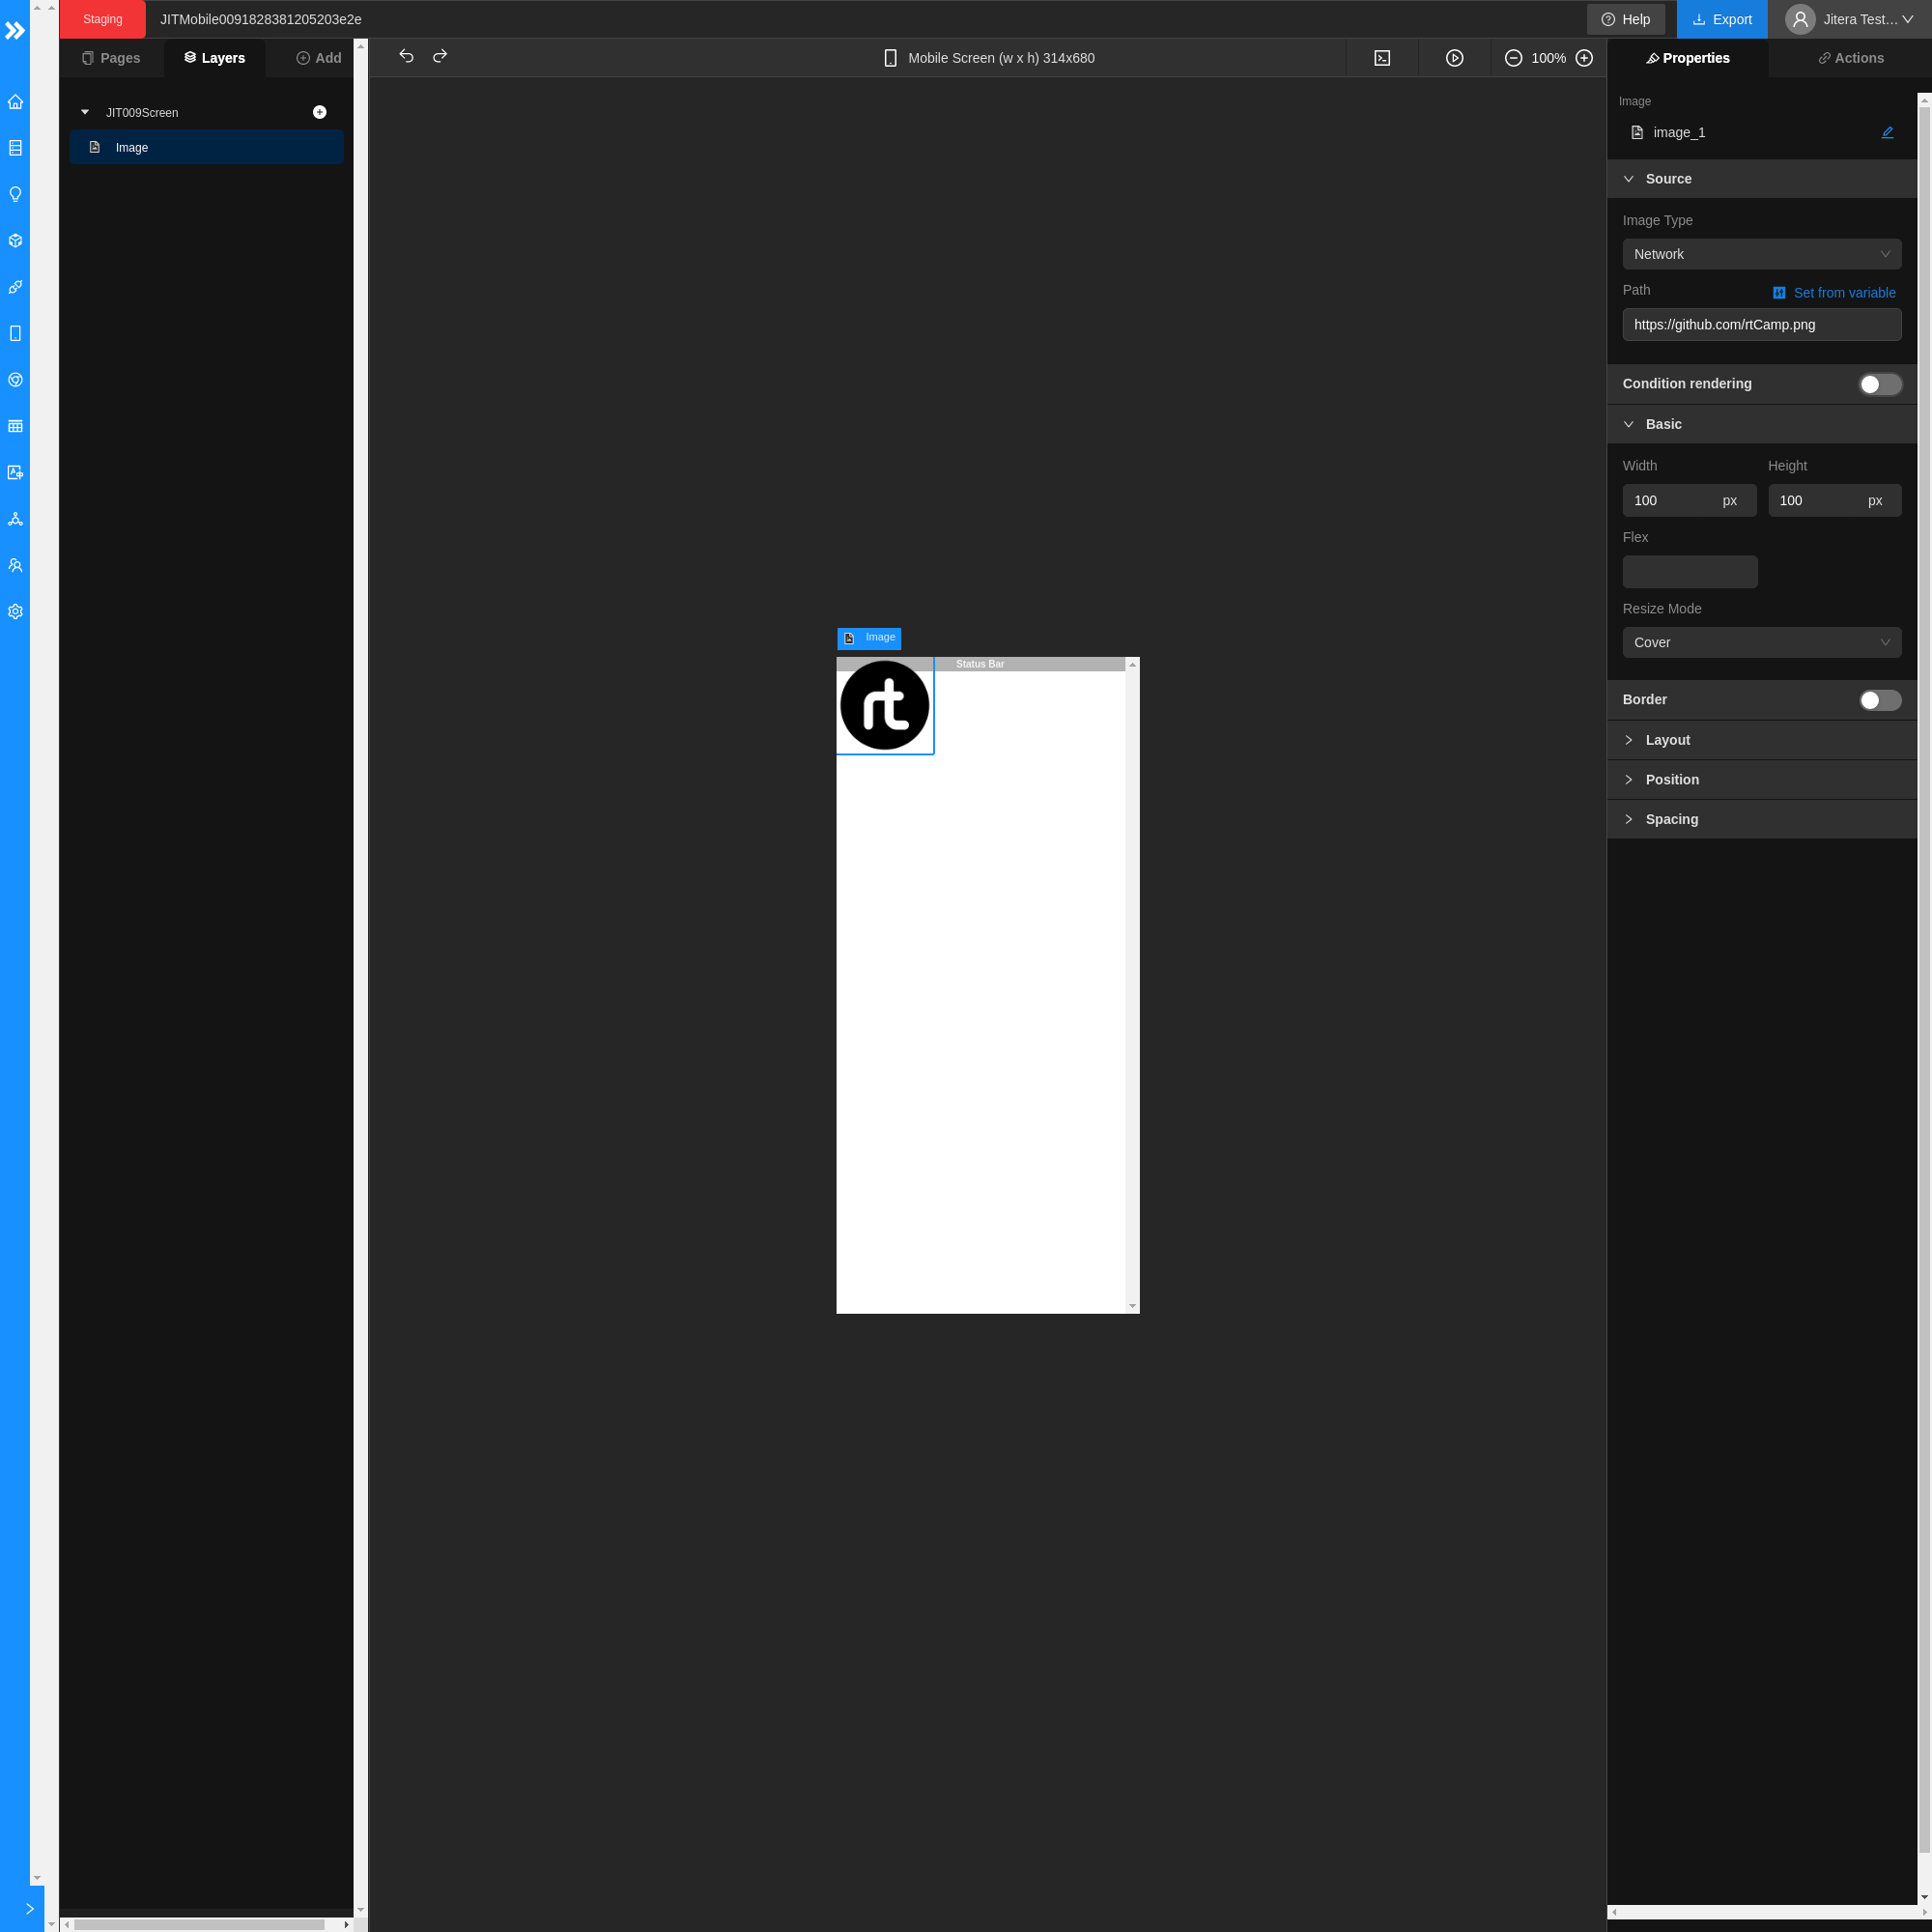 Staging
JITMobile0091828381205203e2e
Help
Export
Jitera Test…
Pages
Layers
Add
Mobile Screen (w x h) 314x680
100%
Properties
Actions
JIT009Screen
Image
Image
image_1
Source
Image Type
Network
Path
Set from variable
https://github.com/rtCamp.png
Condition rendering
Basic
Width
Height
100 px
100 px
Flex
Resize Mode
Cover
Border
Layout
Position
Spacing
Image
Status Bar
rt